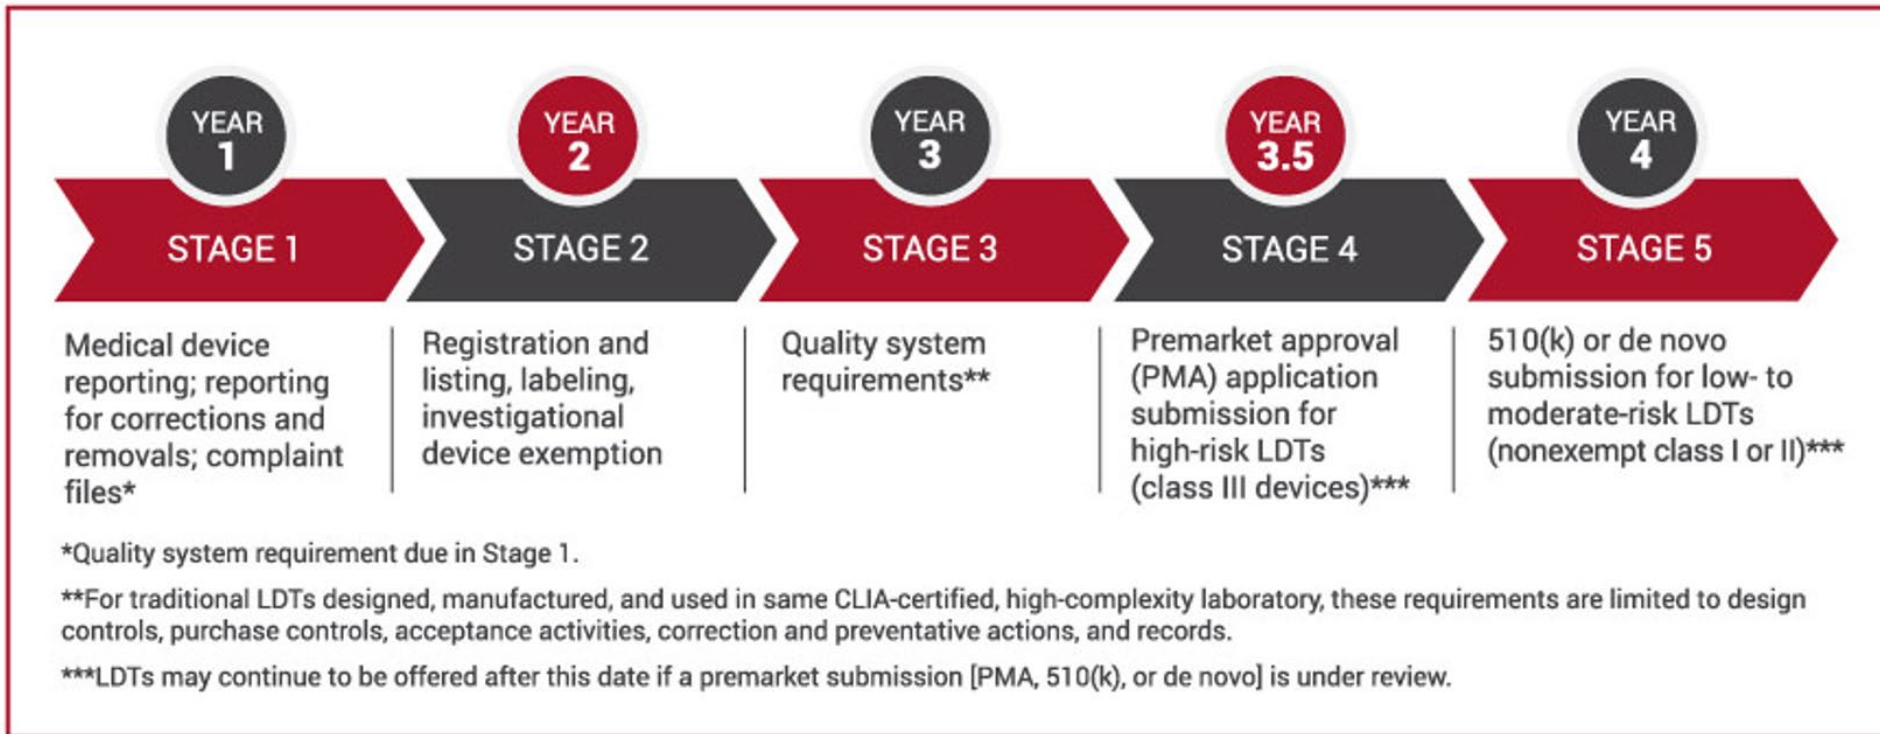 YEAR
1
YEAR
2
YEAR
3
YEAR
3.5
YEAR
4
STAGE 1
STAGE 2
STAGE 3
STAGE 4
STAGE 5
Medical device
reporting; reporting
for corrections and
removals; complaint
files*
Registration and
listing, labeling,
investigational
device exemption
Quality system
requirements**
Premarket approval
(PMA) application
submission for
high-risk LDTs
(class III devices)***
510(k) or de novo
submission for low- to
moderate-risk LDTs
(nonexempt class I or II)***
*Quality system requirement due in Stage 1.
**For traditional LDTs designed, manufactured, and used in same CLIA-certified, high-complexity laboratory, these requirements are limited to design
controls, purchase controls, acceptance activities, correction and preventative actions, and records.
***LDTs may continue to be offered after this date if a premarket submission [PMA, 510(k), or de novo] is under review.